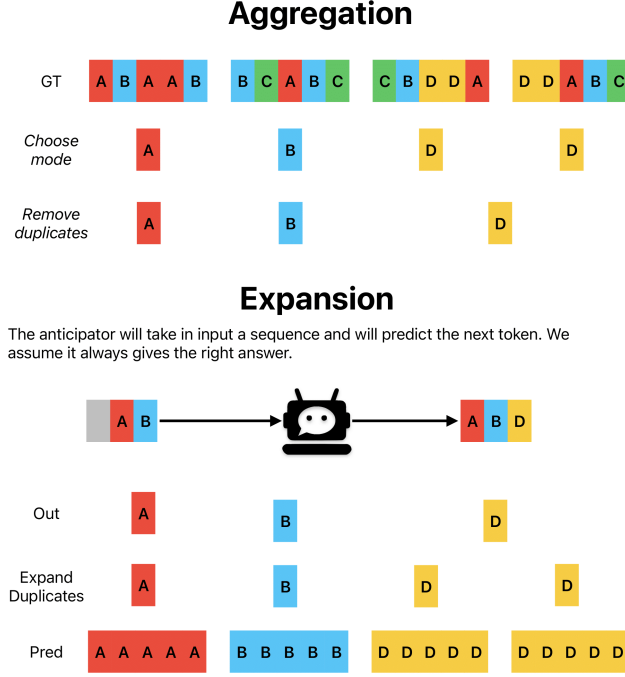 Aggregation
GT A B A A B B C A B C C B D D A D D A B C
Choose
mode
A B D D
Remove
duplicates
A B D
Expansion
The anticipator will take in input a sequence and will predict the next token. We
assume it always gives the right answer.
A B A B D
Out A B D
Expand
Duplicates
A B D D
Pred A A A A A B B B B B D D D D D D D D D D